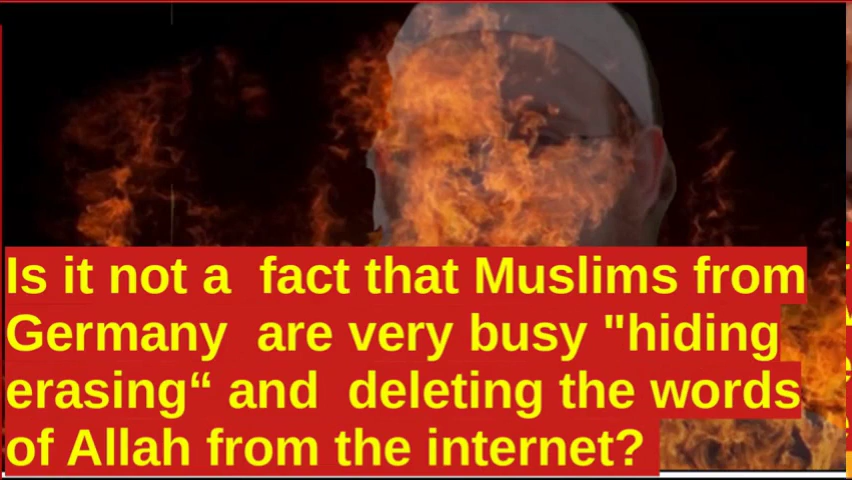 Is it not a  fact that Muslims from
Germany  are very busy "hiding
erasing“ and  deleting the words
of Allah from the internet?